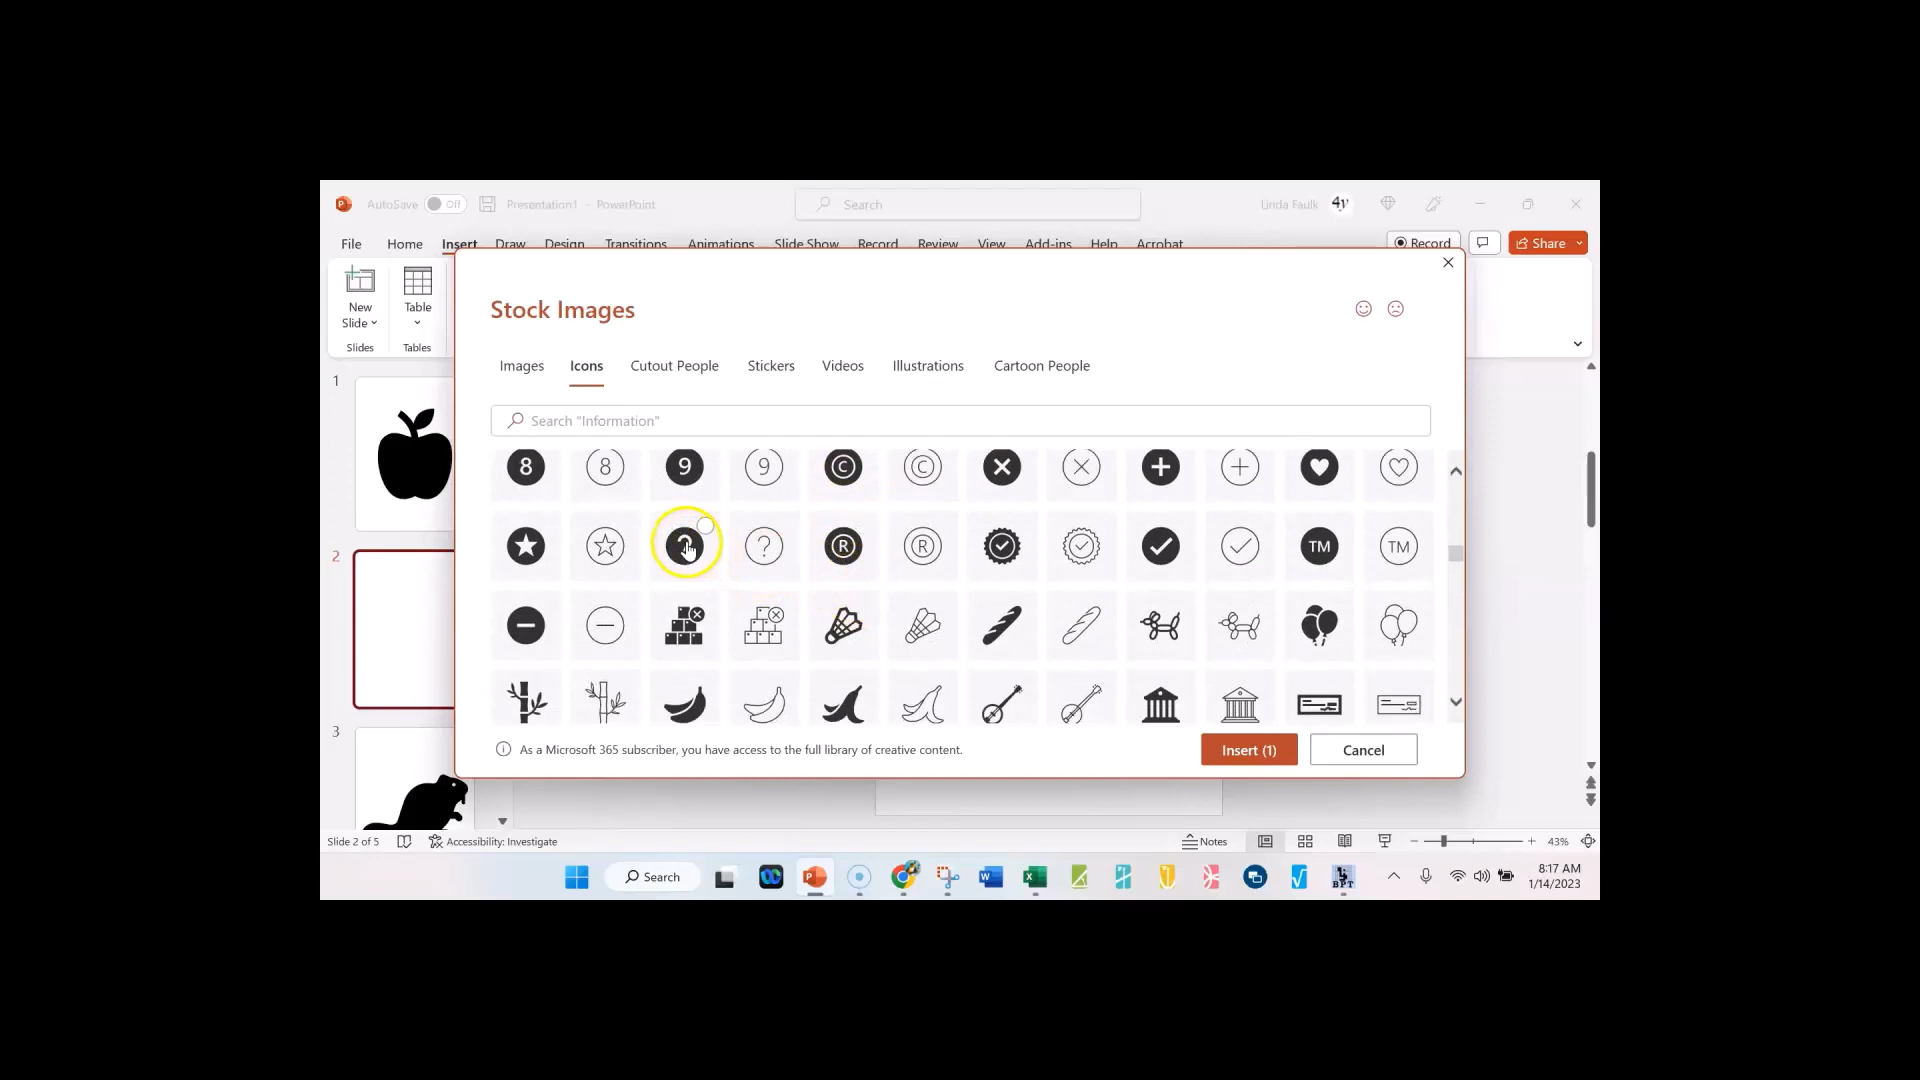 AutoSave Off Presentation1 - PowerPoint Search Linda Faulk
File Home Insert Draw Design Transitions Animations Slide Show Record Review View Add-ins Help Acrobat Record Share
New
Slide
Table
Slides Tables
Stock Images
Images Icons Cutout People Stickers Videos Illustrations Cartoon People
Search "Information"
8 8 9 9 C C
? ? R R TM TM
As a Microsoft 365 subscriber, you have access to the full library of creative content.
Insert (1) Cancel
1
2
3
Slide 2 of 5 Accessibility: Investigate Notes 43%
Search
BPT
8:17 AM
1/14/2023